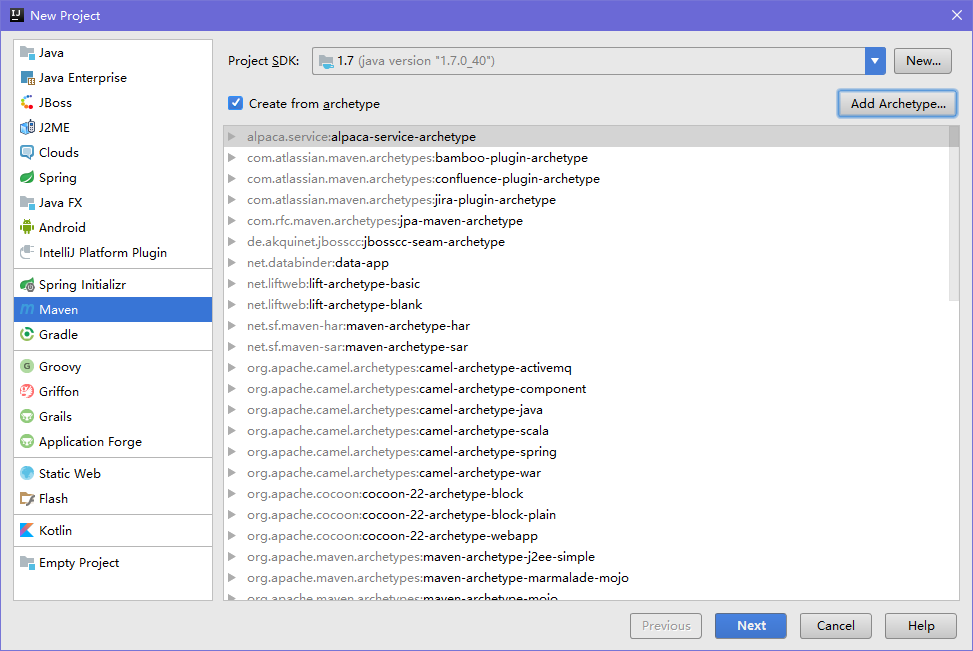 New Project
Java
Java Enterprise
JBoss
J2ME
Clouds
Spring
Java FX
Android
IntelliJ Platform Plugin
Spring Initializr
Maven
Gradle
Groovy
Griffon
Grails
Application Forge
Static Web
Flash
Kotlin
Empty Project
Project SDK: 1.7 (java version "1.7.0_40") New...
Create from archetype Add Archetype...
alpaca.service:alpaca-service-archetype
com.atlassian.maven.archetypes:bamboo-plugin-archetype
com.atlassian.maven.archetypes:confluence-plugin-archetype
com.atlassian.maven.archetypes:jira-plugin-archetype
com.rfc.maven.archetypes:jpa-maven-archetype
de.akquinet.jbosscc:jbosscc-seam-archetype
net.databinder:data-app
net.liftweb:lift-archetype-basic
net.liftweb:lift-archetype-blank
net.sf.maven-har:maven-archetype-har
net.sf.maven-sar:maven-archetype-sar
org.apache.camel.archetypes:camel-archetype-activemq
org.apache.camel.archetypes:camel-archetype-component
org.apache.camel.archetypes:camel-archetype-java
org.apache.camel.archetypes:camel-archetype-scala
org.apache.camel.archetypes:camel-archetype-spring
org.apache.camel.archetypes:camel-archetype-war
org.apache.cocoon:cocoon-22-archetype-block
org.apache.cocoon:cocoon-22-archetype-block-plain
org.apache.cocoon:cocoon-22-archetype-webapp
org.apache.maven.archetypes:maven-archetype-j2ee-simple
org.apache.maven.archetypes:maven-archetype-marmalade-mojo
org.apache.maven.archetypes:maven-archetype-mojo
Previous Next Cancel Help